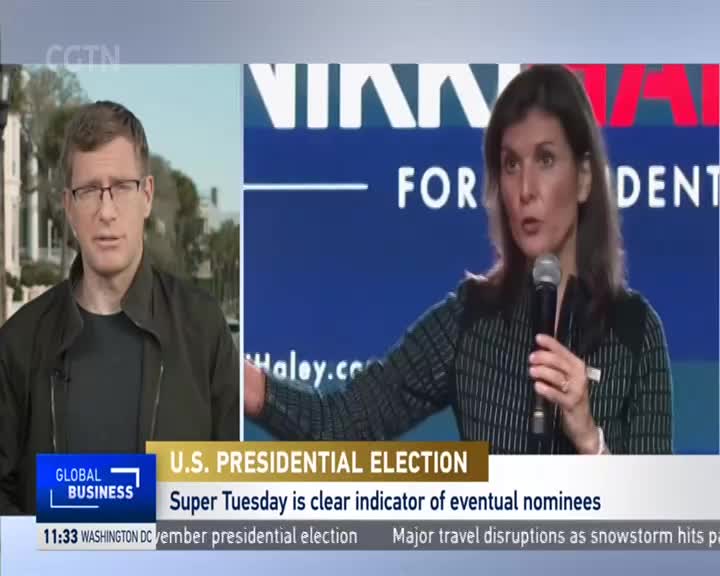 CGTN
NIKKI HA
FOR
DENT
Haley.co
U.S. PRESIDENTIAL ELECTION
GLOBAL
BUSINESS
Super Tuesday is clear indicator of eventual nominees
11:33 WASHINGTON DC
vember presidential election
Major travel disruptions as snowstorm hits pa